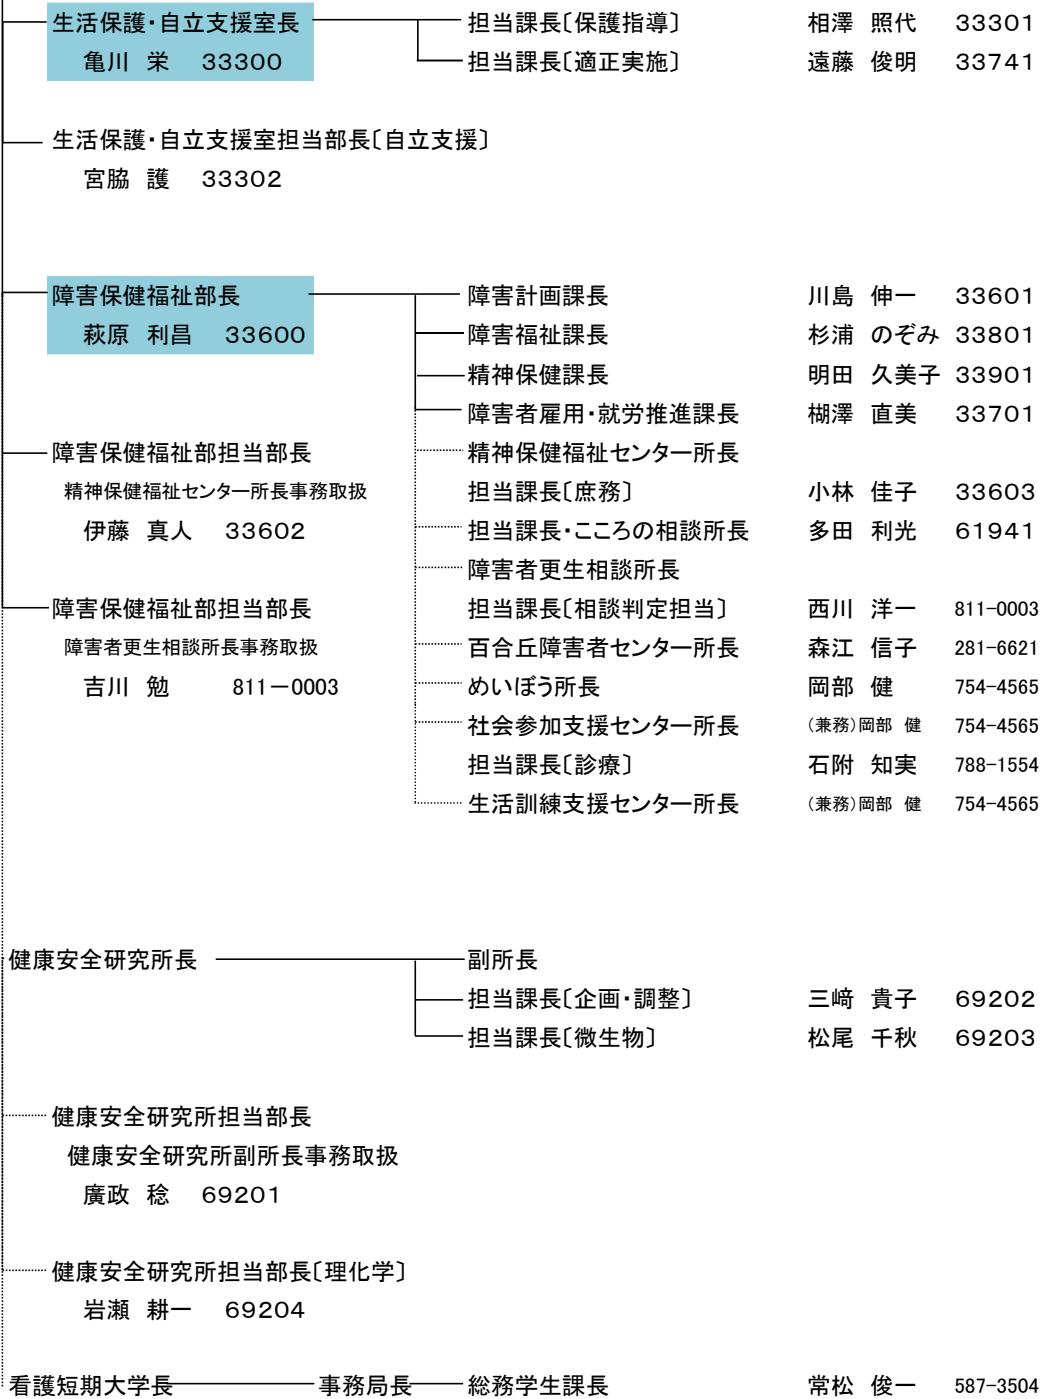 生活保護・自立支援室長　担当課長〔保護指導〕　相澤 照代　33301
亀川 栄　33300　担当課長〔適正実施〕　遠藤 俊明　33741
生活保護・自立支援室担当部長〔自立支援〕
宮脇 護　33302
障害保健福祉部長　障害計画課長　川島 伸一　33601
萩原 利昌　33600　障害福祉課長　杉浦 のぞみ　33801
精神保健課長　明田 久美子　33901
障害者雇用・就労推進課長　楜澤 直美　33701
障害保健福祉部担当部長　精神保健福祉センター所長
精神保健福祉センター所長事務取扱　担当課長〔庶務〕　小林 佳子　33603
伊藤 真人　33602　担当課長・こころの相談所長　多田 利光　61941
障害者更生相談所長
障害保健福祉部担当部長　担当課長〔相談判定担当〕　西川 洋一　811-0003
障害者更生相談所長事務取扱　百合丘障害者センター所長　森江 信子　281-6621
吉川 勉　811－0003　めいぼう所長　岡部 健　754-4565
社会参加支援センター所長　(兼務)岡部 健　754-4565
担当課長〔診療〕　石附 知実　788-1554
生活訓練支援センター所長　(兼務)岡部 健　754-4565
健康安全研究所長　副所長
担当課長〔企画・調整〕　三﨑 貴子　69202
担当課長〔微生物〕　松尾 千秋　69203
健康安全研究所担当部長
健康安全研究所副所長事務取扱
廣政 稔　69201
健康安全研究所担当部長〔理化学〕
岩瀬 耕一　69204
看護短期大学長　事務局長　総務学生課長　常松 俊一　587-3504